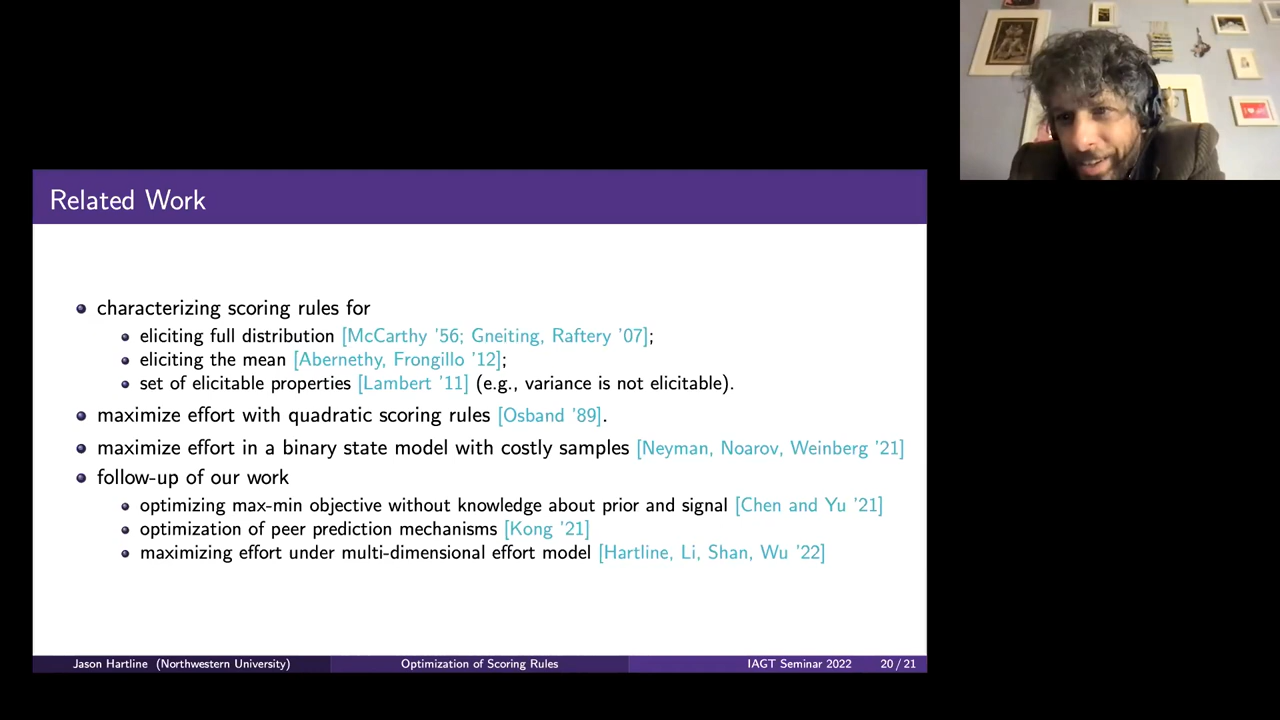 Related Work
characterizing scoring rules for
eliciting full distribution [McCarthy '56; Gneiting, Raftery '07];
eliciting the mean [Abernethy, Frongillo '12];
set of elicitable properties [Lambert '11] (e.g., variance is not elicitable).
maximize effort with quadratic scoring rules [Osband '89].
maximize effort in a binary state model with costly samples [Neyman, Noarov, Weinberg '21]
follow-up of our work
optimizing max-min objective without knowledge about prior and signal [Chen and Yu '21]
optimization of peer prediction mechanisms [Kong '21]
maximizing effort under multi-dimensional effort model [Hartline, Li, Shan, Wu '22]
Jason Hartline (Northwestern University) Optimization of Scoring Rules IAGT Seminar 2022 20 / 21